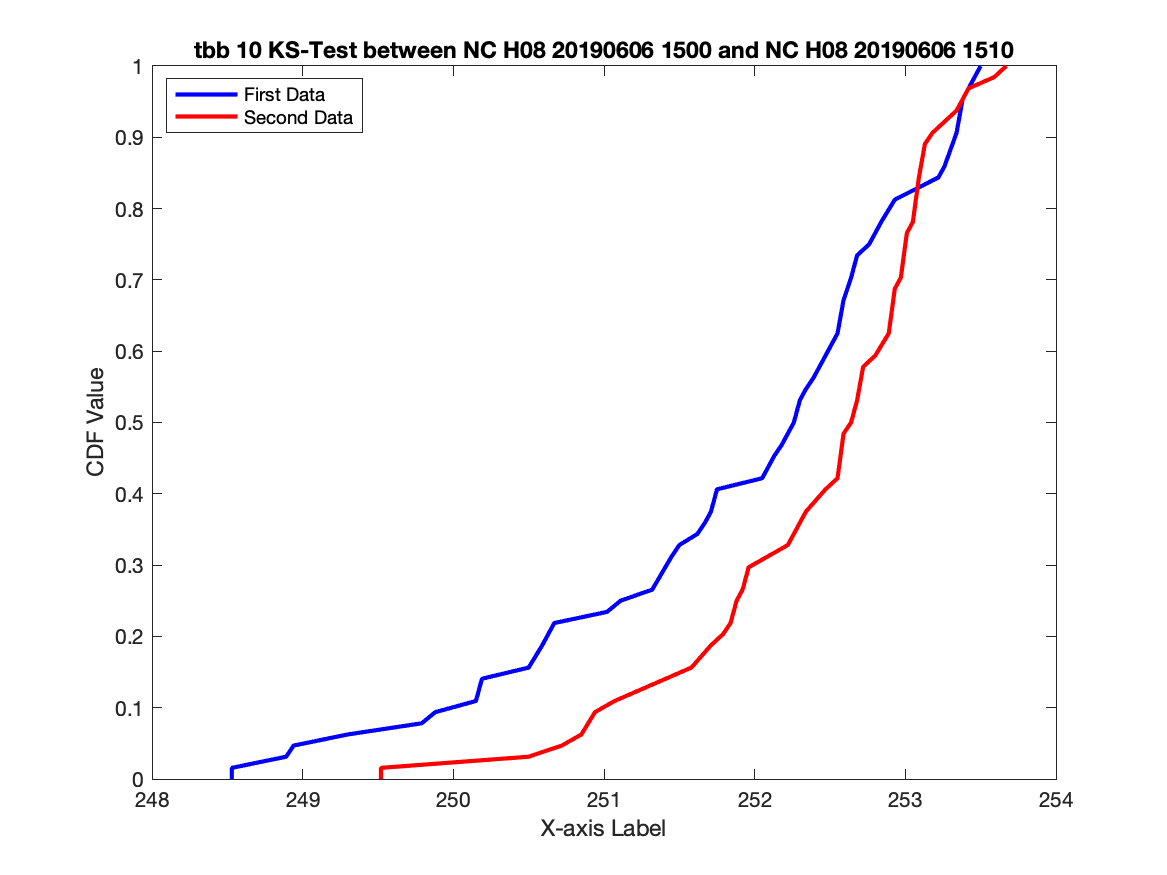 tbb 10 KS-Test between NC H08 20190606 1500 and NC H08 20190606 1510
First Data
Second Data
1
0.9
0.8
0.7
0.6
0.5
0.4
0.3
0.2
0.1
0
CDF Value
248 249 250 251 252 253 254
X-axis Label